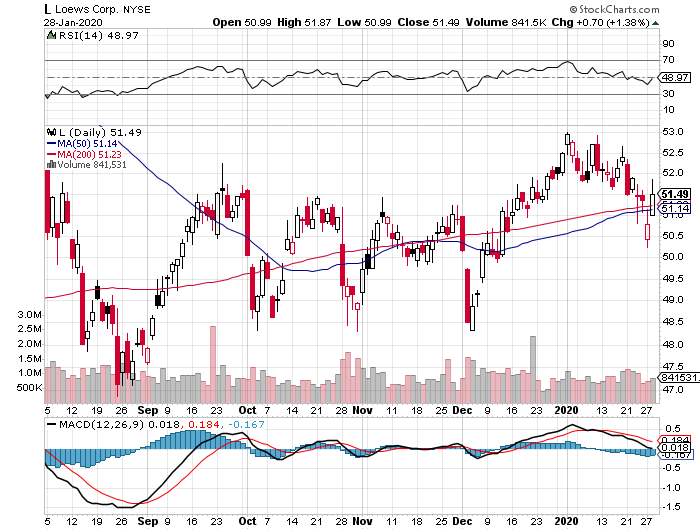 L Loews Corp. NYSE © StockCharts.com
28-Jan-2020 Open 50.99 High 51.87 Low 50.99 Close 51.49 Volume 841.5K Chg +0.70 (+1.38%)
RSI(14) 48.97
90
70
48.97
30
10
L (Daily) 51.49
MA(50) 51.14
MA(200) 51.23
Volume 841,531
53.0
52.5
52.0
51.49
51.14
51.0
50.5
50.0
49.5
49.0
48.5
48.0
47.5
47.0
3.0M
2.5M
2.0M
1.5M
1.0M
500K
841531
5 12 19 26 Sep 9 16 23 Oct 7 14 21 28 Nov 11 18 25 Dec 9 16 23 2020 13 21 27
MACD(12,26,9) 0.018, 0.184, -0.167
0.5
0.184
0.018
-0.167
-0.5
-1.0
-1.5
5 12 19 26 Sep 9 16 23 Oct 7 14 21 28 Nov 11 18 25 Dec 9 16 23 2020 13 21 27